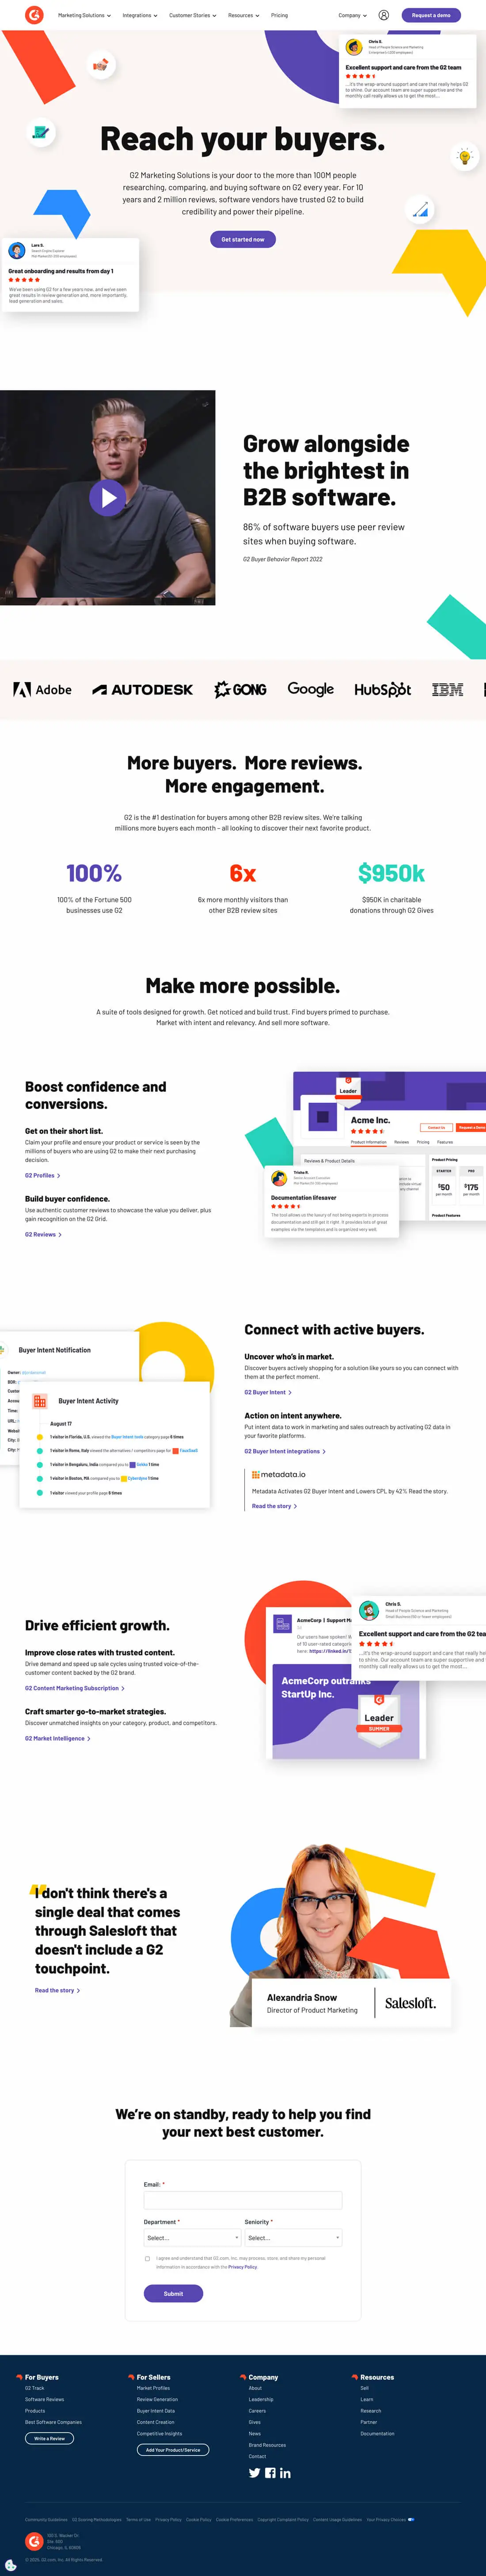 Marketing Solutions
Integrations
Customer Stories
Resources
Pricing
Company
Request a demo
Chris S.
Head of People Science and Marketing
Enterprise (>1000 employees)
Excellent support and care from the G2 team
...it's the wrap-around support and care that really helps G2
to shine. Our account team are super supportive and the
monthly call really allows us to get the most...
Reach your buyers.
G2 Marketing Solutions is your door to the more than 100M people
researching, comparing, and buying software on G2 every year. For 10
years and 2 million reviews, software vendors have trusted G2 to build
credibility and power their pipeline.
Get started now
Lars S.
Great onboarding and results from day 1
We've been using G2 for a few years now, and we've seen
great results in review generation and, more importantly,
lead generation and sales.
Grow alongside
the brightest in
B2B software.
86% of software buyers use peer review
sites when buying software.
G2 Buyer Behavior Report 2022
Adobe
AUTODESK
GONG
Google
HubSpot
IBM
More buyers. More reviews.
More engagement.
G2 is the #1 destination for buyers among other B2B review sites. We're talking
millions more buyers each month – all looking to discover their next favorite product.
100%
100% of the Fortune 500
businesses use G2
6x
6x more monthly visitors than
other B2B review sites
$950k
$950K in charitable
donations through G2 Gives
Make more possible.
A suite of tools designed for growth. Get noticed and build trust. Find buyers primed to purchase.
Market with intent and relevancy. And sell more software.
Boost confidence and
conversions.
Get on their short list.
Claim your profile and ensure your product or service is seen by the
millions of buyers who are using G2 to make their next purchasing
decision.
G2 Profiles
Build buyer confidence.
Use authentic customer reviews to showcase the value you deliver, plus
gain recognition on the G2 Grid.
G2 Reviews
Leader
Acme Inc.
Contact Us
Request a Demo
Product Information
Reviews
Pricing
Features
Reviews & Product Details
Product Pricing
STARTER
PRO
$50
per month
$175
per month
Product Features
Trisha R.
Documentation lifesaver
The tool allows us the luxury of not being experts in process
documentation and still get it right. It provides lots of great
examples via the templates and is organized very well.
Buyer Intent Notification
Owner:
Time:
URL:
City:
City:
Buyer Intent Activity
August 17
1 visitor in Florida, U.S. viewed the Buyer Intent tools category page 8 times
1 visitor in Rome, Italy viewed the alternatives / competitors page for FauxSaaS
1 visitor in Bengaluru, India compared you to Sekko 1 time
1 visitor in Boston, MA compared you to Cyberdyne 1 time
1 visitor viewed your profile page 9 times
Connect with active buyers.
Uncover who's in market.
Discover buyers actively shopping for a solution like yours so you can connect with
them at the perfect moment.
G2 Buyer Intent
Action on intent anywhere.
Put intent data to work in marketing and sales outreach by activating G2 data in
your favorite platforms.
G2 Buyer Intent integrations
metadata.io
Metadata Activates G2 Buyer Intent and Lowers CPL by 42% Read the story.
Read the story
Drive efficient growth.
Improve close rates with trusted content.
Drive demand and speed up sale cycles using trusted voice-of-the-
customer content backed by the G2 brand.
G2 Content Marketing Subscription
Craft smarter go-to-market strategies.
Discover unmatched insights on your category, product, and competitors.
G2 Market Intelligence
AcmeCorp | Support M
Our users have spoken!
of 10 user-rated categor
here: https://linked.in/
AcmeCorp outranks
StartUp Inc.
Leader
SUMMER
Chris S.
Head of People Science and Marketing
Excellent support and care from the G2 tea
...it's the wrap-around support and care that really he
to shine. Our account team are super supportive and
monthly call really allows us to get the most...
"I don't think there's a
single deal that comes
through Salesloft that
doesn't include a G2
touchpoint.
Read the story
Alexandria Snow
Director of Product Marketing
Salesloft.
We're on standby, ready to help you find
your next best customer.
Email: *
Department *
Seniority *
Select...
Select...
I agree and understand that G2.com, Inc. may process, store, and share my personal
information in accordance with the Privacy Policy.
Submit
For Buyers
G2 Track
Software Reviews
Products
Best Software Companies
Write a Review
For Sellers
Market Profiles
Review Generation
Buyer Intent Data
Content Creation
Competitive Insights
Add Your Product/Service
Company
About
Leadership
Careers
Gives
News
Brand Resources
Contact
Resources
Sell
Learn
Research
Partner
Documentation
Community Guidelines
G2 Scoring Methodologies
Terms of Use
Privacy Policy
Cookie Policy
Cookie Preferences
Copyright Complaint Policy
Content Usage Guidelines
Your Privacy Choices
100 S. Wacker Dr.
Ste. 600
Chicago, IL 60606
© 2025, G2.com, Inc. All Rights Reserved.